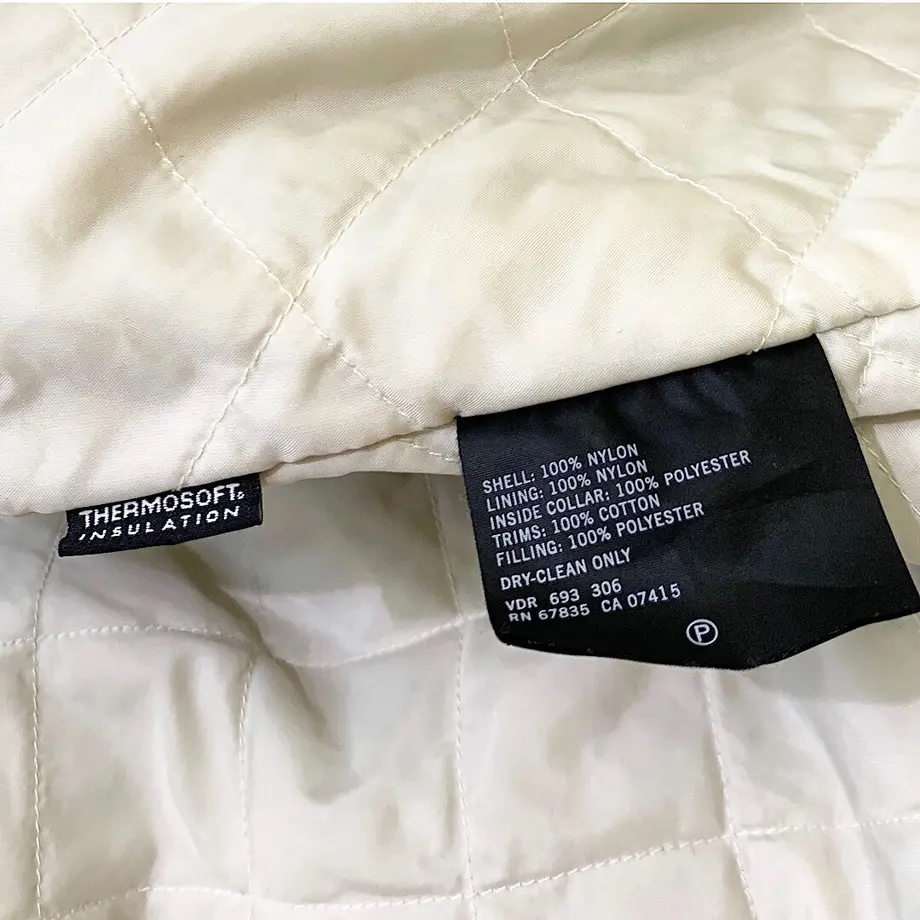 THERMOSOFT®
INSULATION
SHELL: 100% NYLON
LINING: 100% NYLON
INSIDE COLLAR: 100% POLYESTER
TRIMS: 100% COTTON
FILLING: 100% POLYESTER
DRY-CLEAN ONLY
VDR 693 306
RN 67835 CA 07415
P